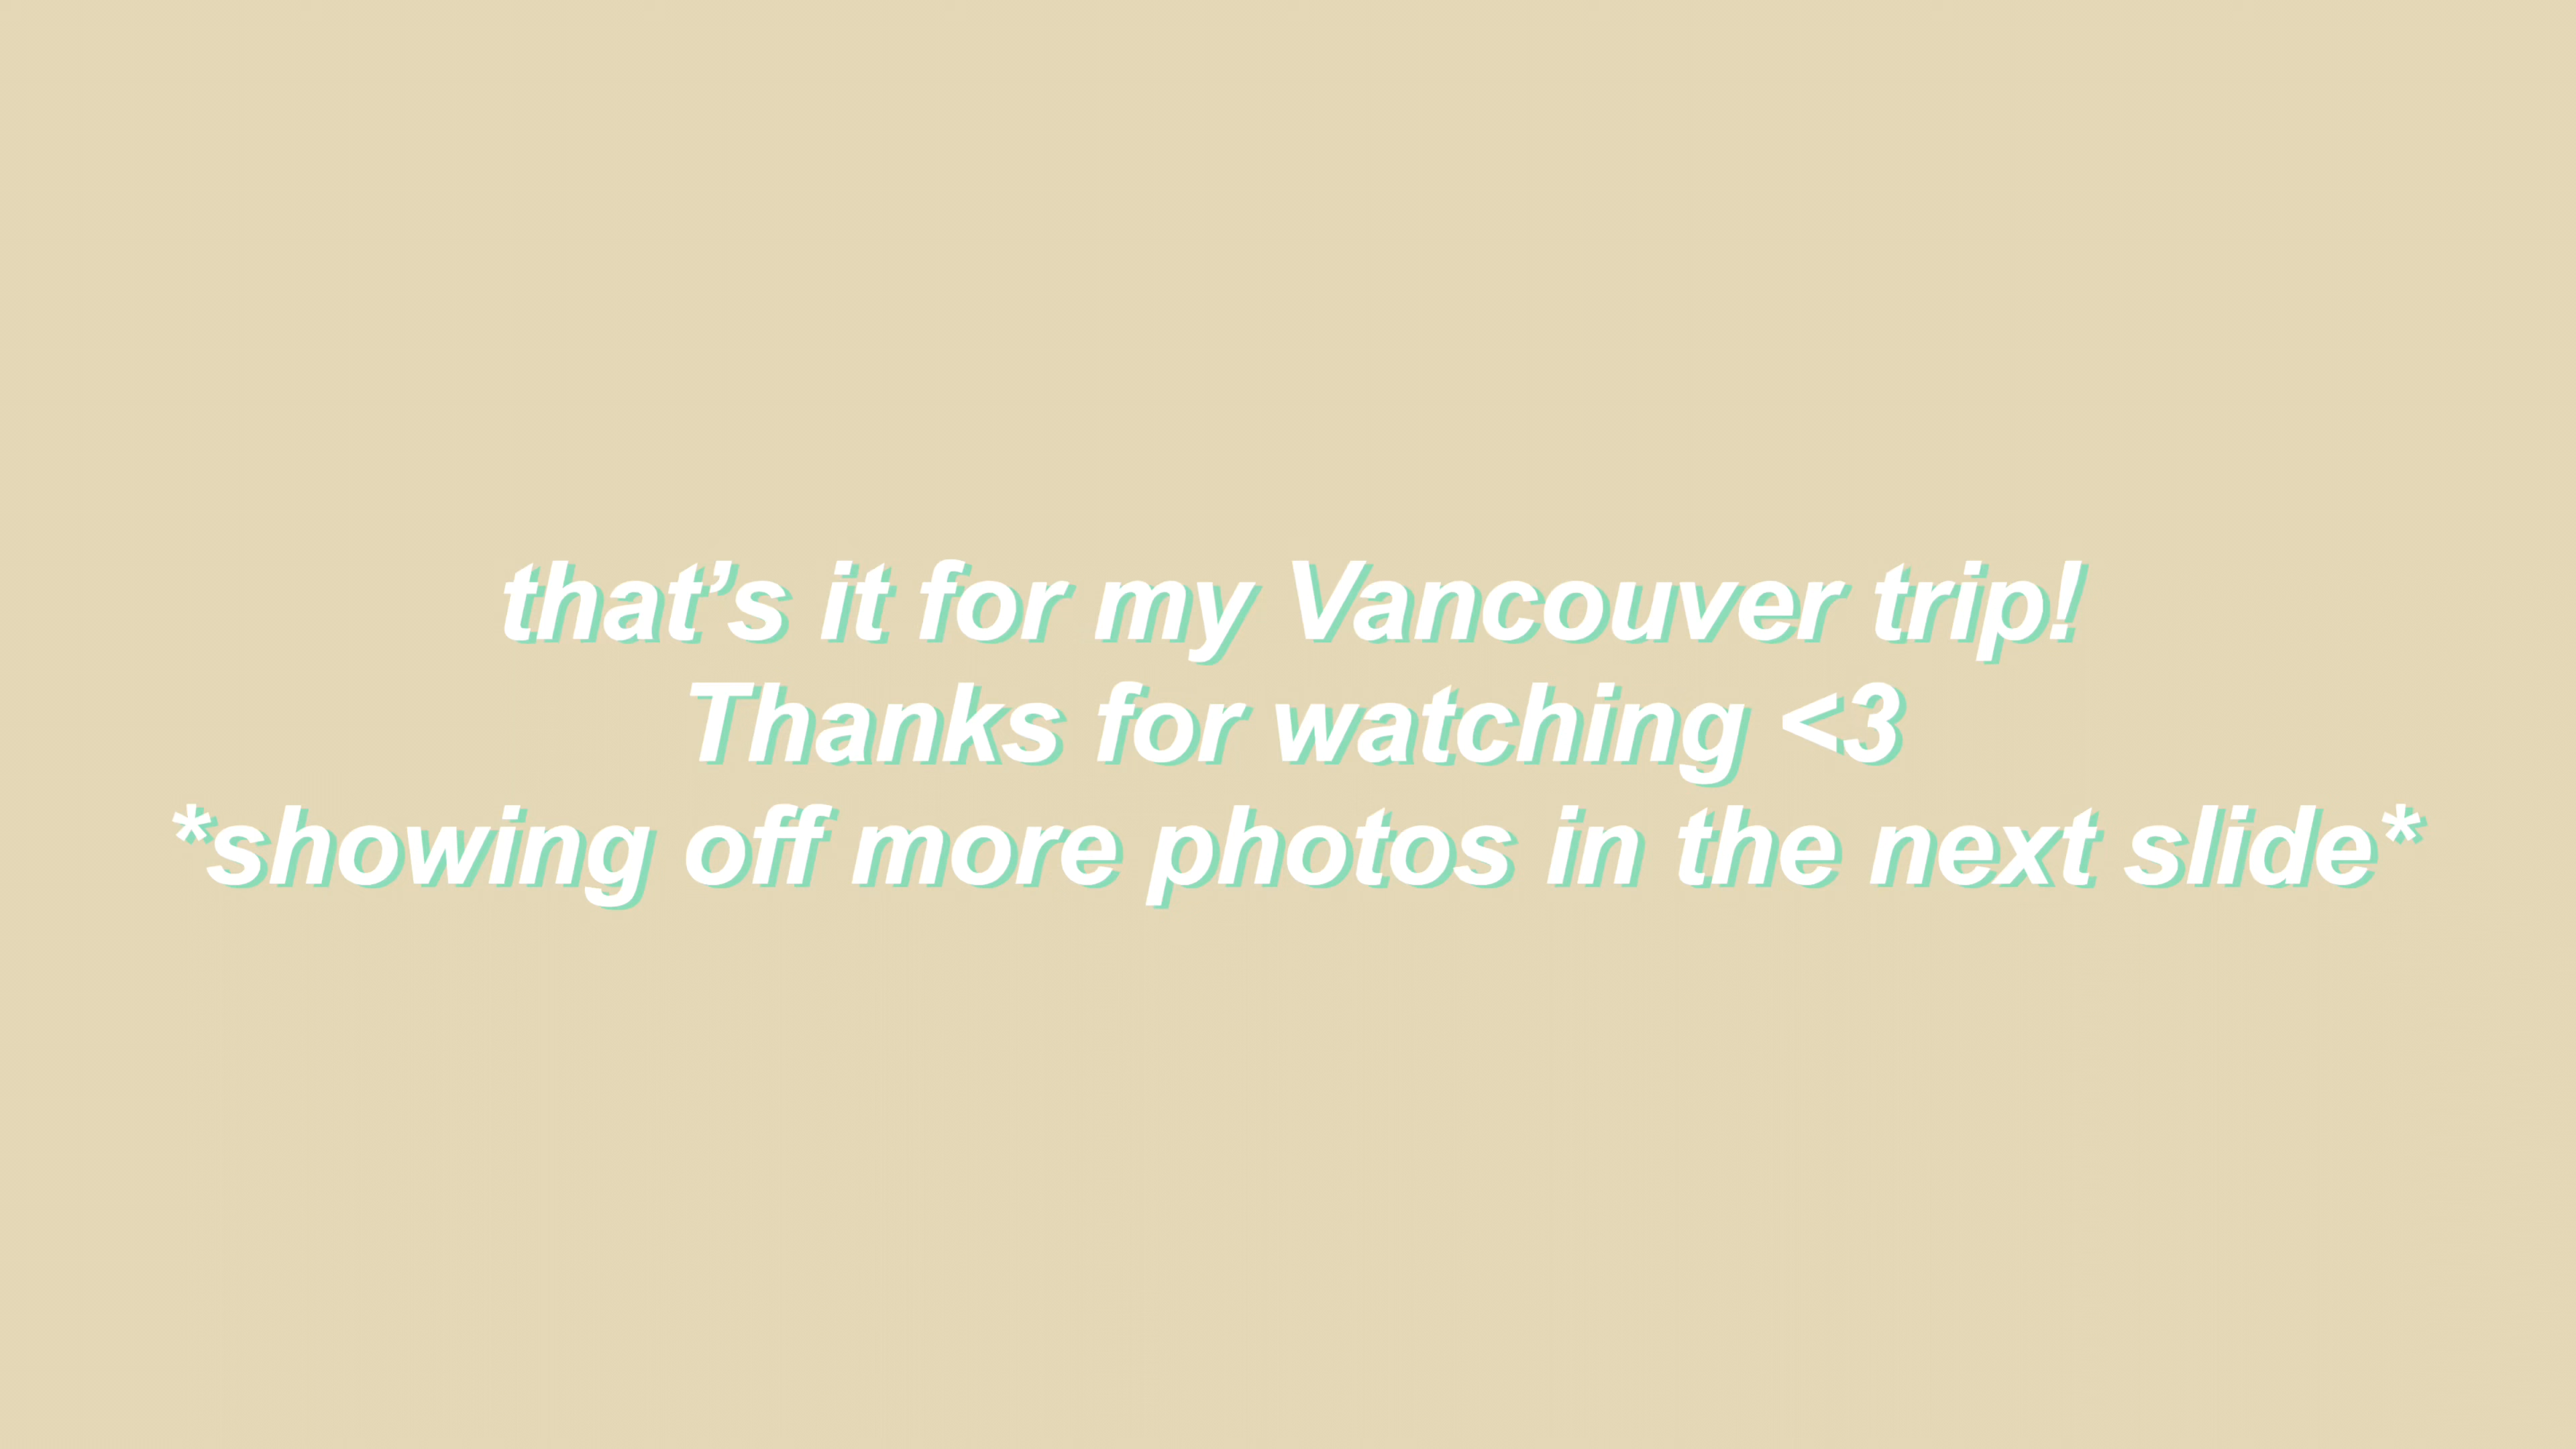 that’s it for my Vancouver trip!
Thanks for watching <3
*showing off more photos in the next slide*